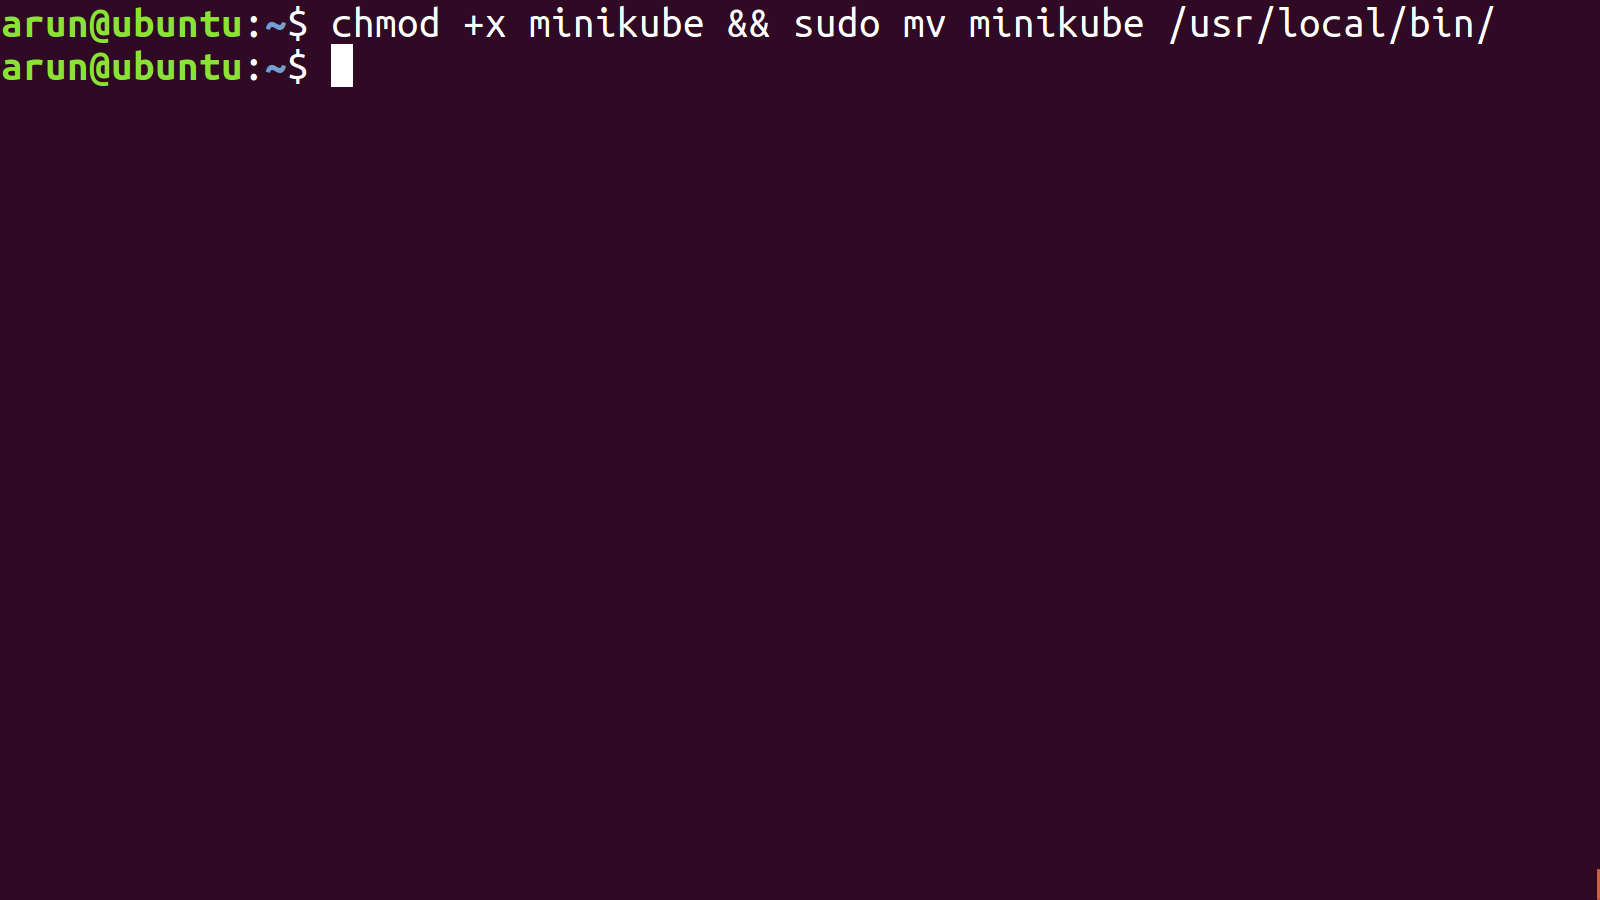 arun@ubuntu:~$ chmod +x minikube && sudo mv minikube /usr/local/bin/
arun@ubuntu:~$